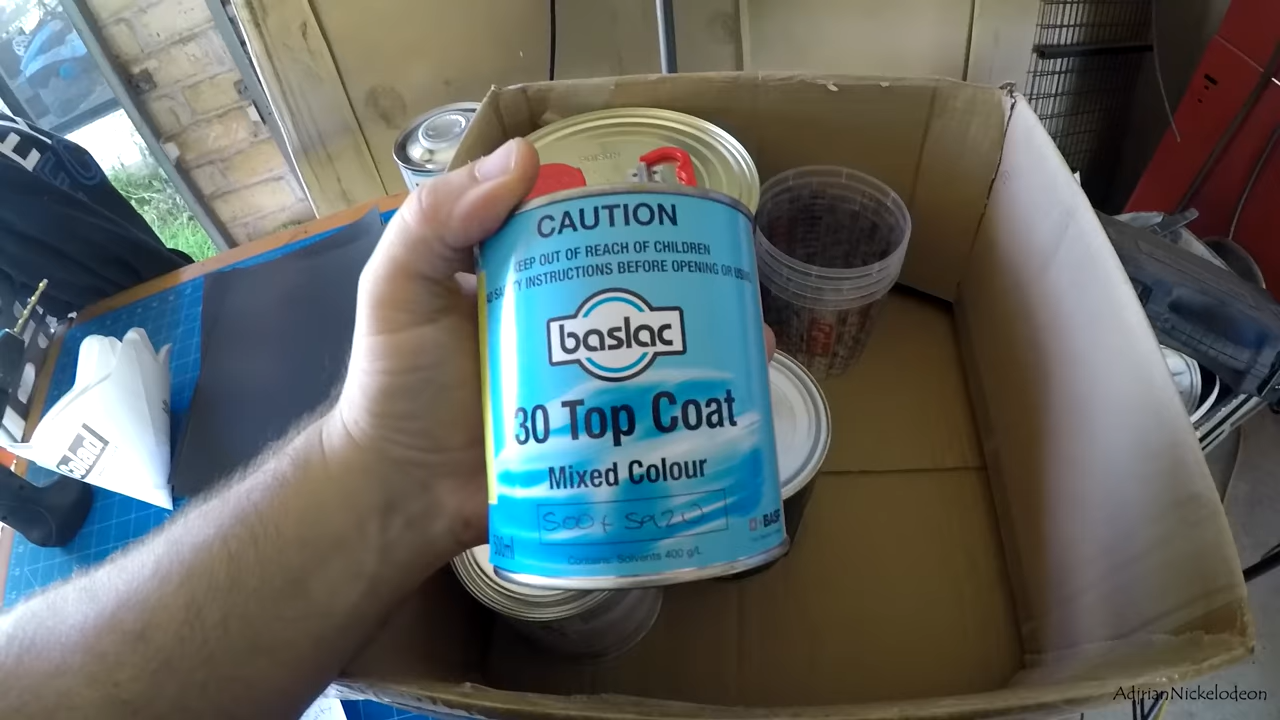 CAUTION
KEEP OUT OF REACH OF CHILDREN
SAFETY INSTRUCTIONS BEFORE OPENING OR
baslac
30 Top Coat
Mixed Colour
BASF
500ml
Contains: Solvents 400 g/L
Colad
AdirianNickelodeon